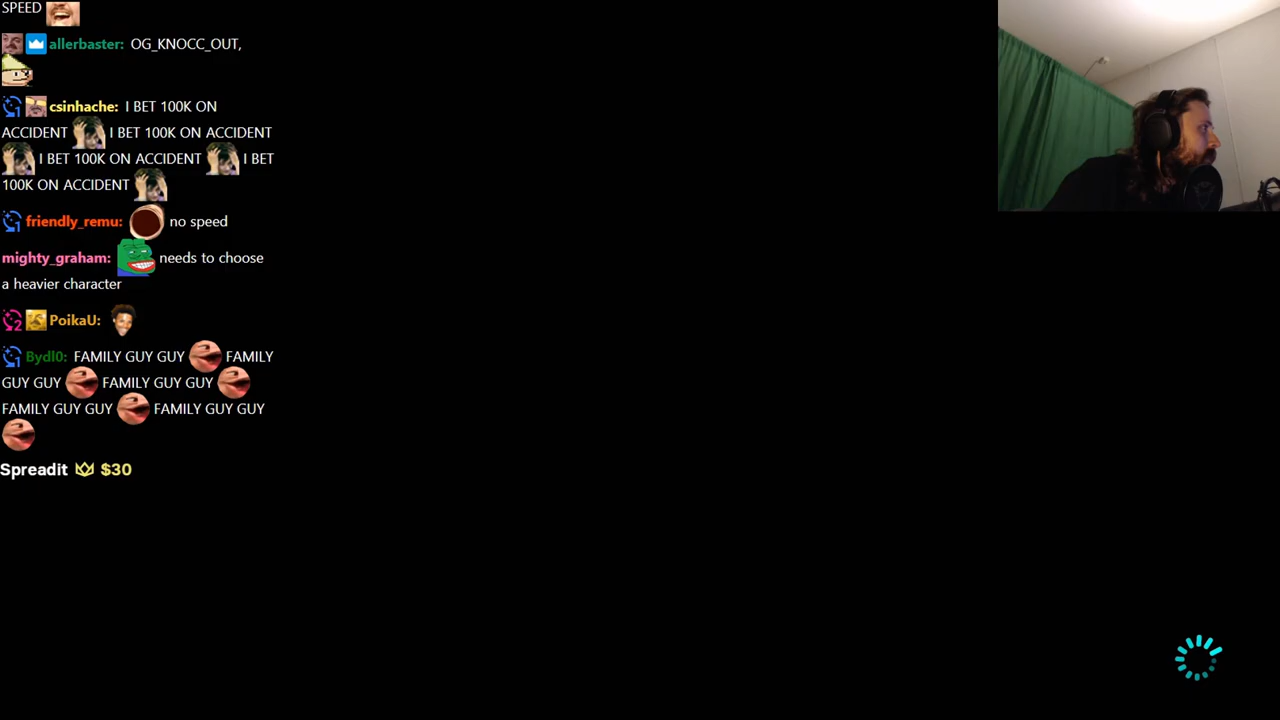 SPEED
allerbaster: OG_KNOCC_OUT,
csinhache: I BET 100K ON
ACCIDENT I BET 100K ON ACCIDENT
I BET 100K ON ACCIDENT I BET
100K ON ACCIDENT
friendly_remu: no speed
mighty_graham: needs to choose
a heavier character
2 PoikaU:
Bydl0: FAMILY GUY GUY FAMILY
GUY GUY FAMILY GUY GUY
FAMILY GUY GUY FAMILY GUY GUY
Spreadit $30